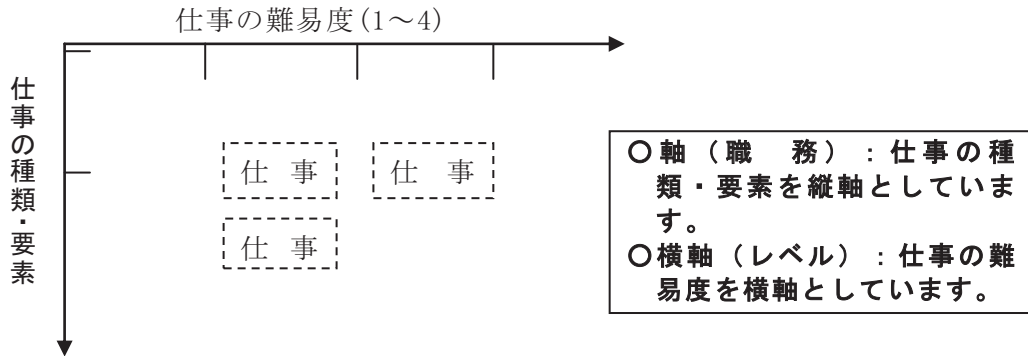 仕事の難易度(1～4)
仕事の種類・要素
仕 事
仕 事
仕 事
〇軸（職 務）：仕事の種
類・要素を縦軸としていま
す。
〇横軸（レベル）：仕事の難
易度を横軸としています。